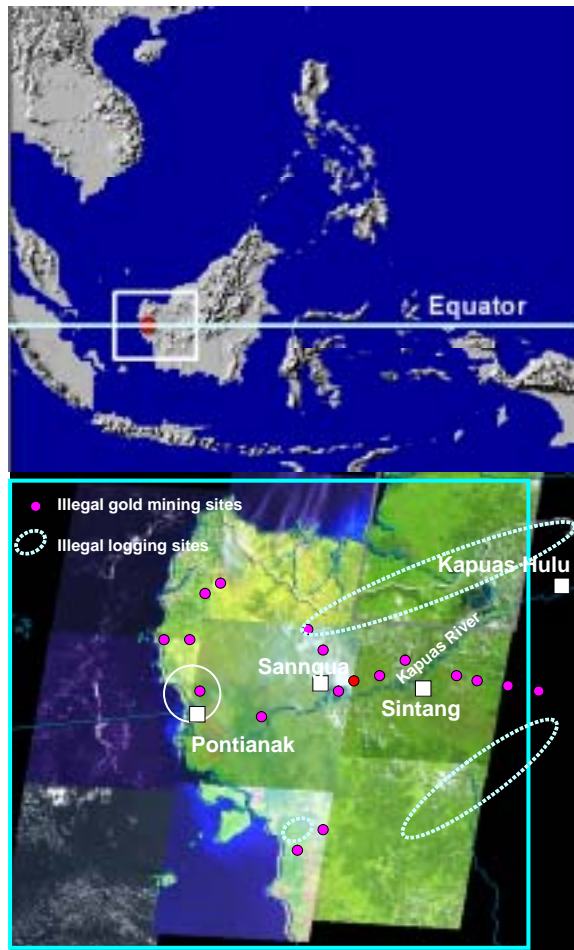 Equator
Illegal gold mining sites
Illegal logging sites
Kapuas Hulu
Kapuas River
Sanngua
Sintang
Pontianak